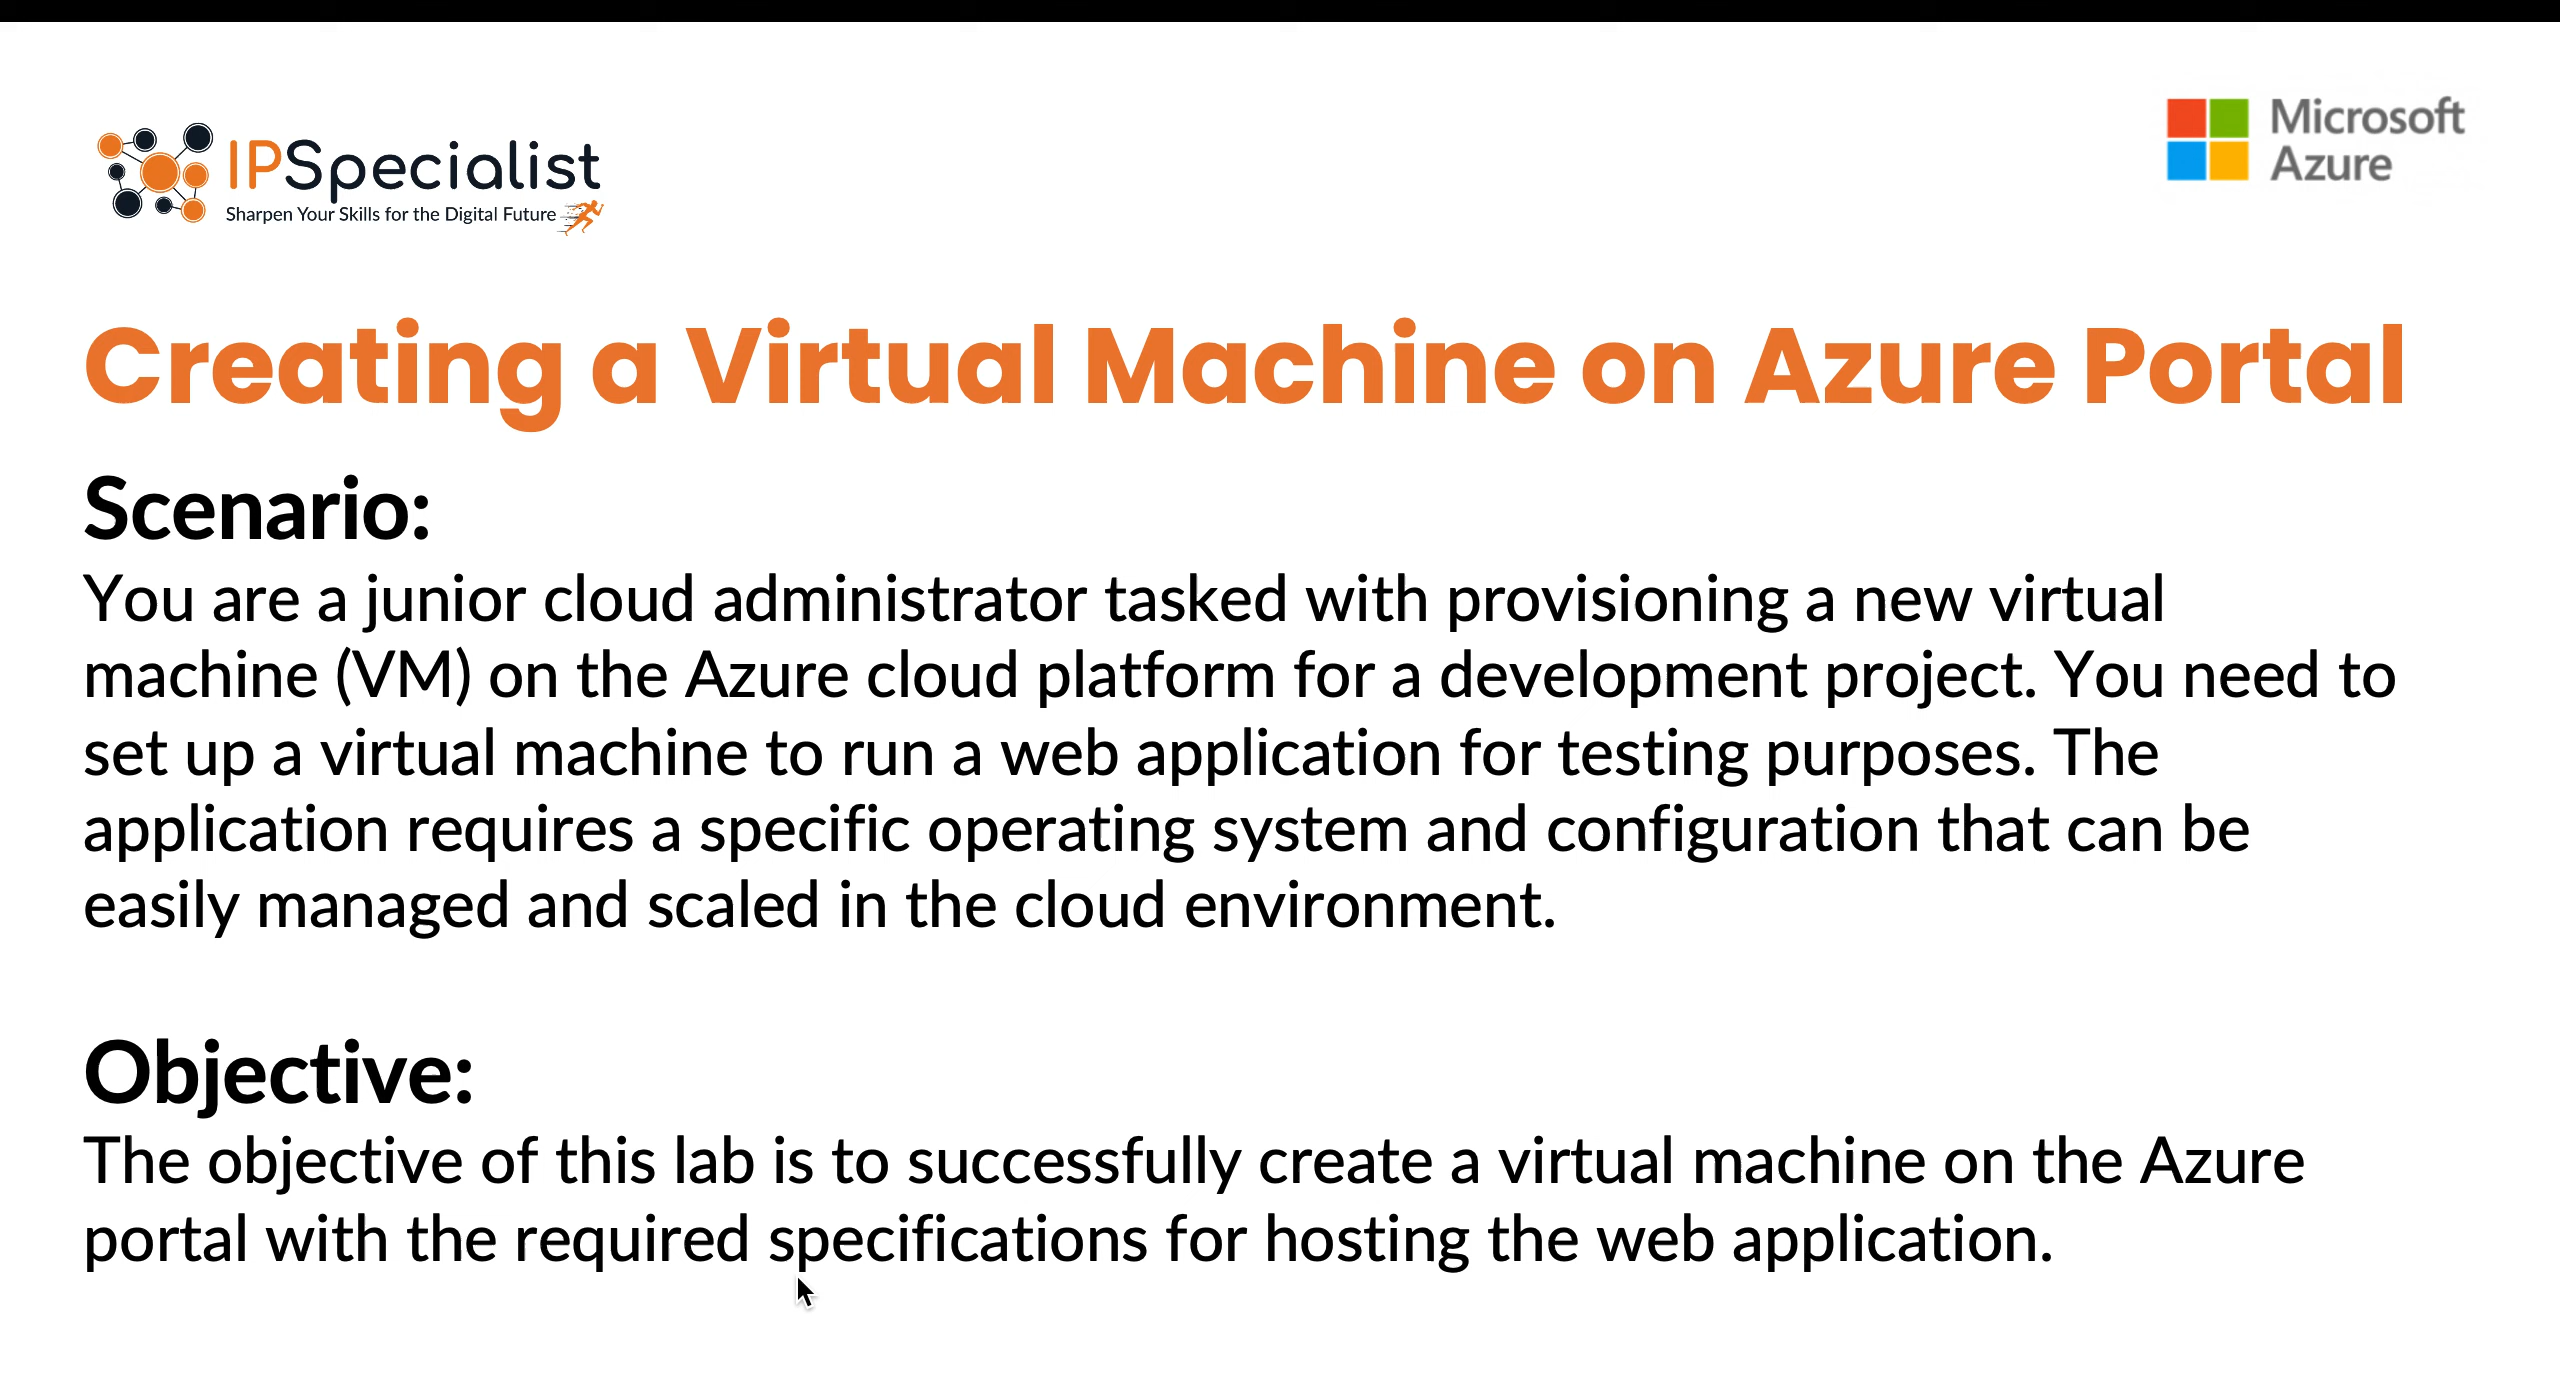 IPSpecialist
Sharpen Your Skills for the Digital Future
Microsoft
Azure
Creating a Virtual Machine on Azure Portal
Scenario:
You are a junior cloud administrator tasked with provisioning a new virtual
machine (VM) on the Azure cloud platform for a development project. You need to
set up a virtual machine to run a web application for testing purposes. The
application requires a specific operating system and configuration that can be
easily managed and scaled in the cloud environment.
Objective:
The objective of this lab is to successfully create a virtual machine on the Azure
portal with the required specifications for hosting the web application.